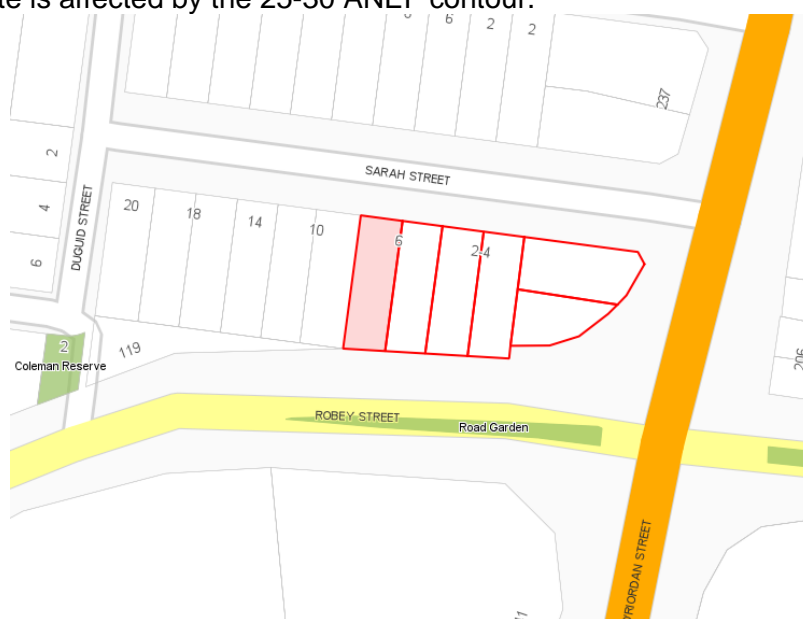 te is affected by the 25-30 ANEF contour.
6
2
2
237
SARAH STREET
2
4
6
DUGUID STREET
20
18
14
10
6
2-4
2
Coleman Reserve
119
206
ROBEY STREET
Road Garden
RIORDAN STREET